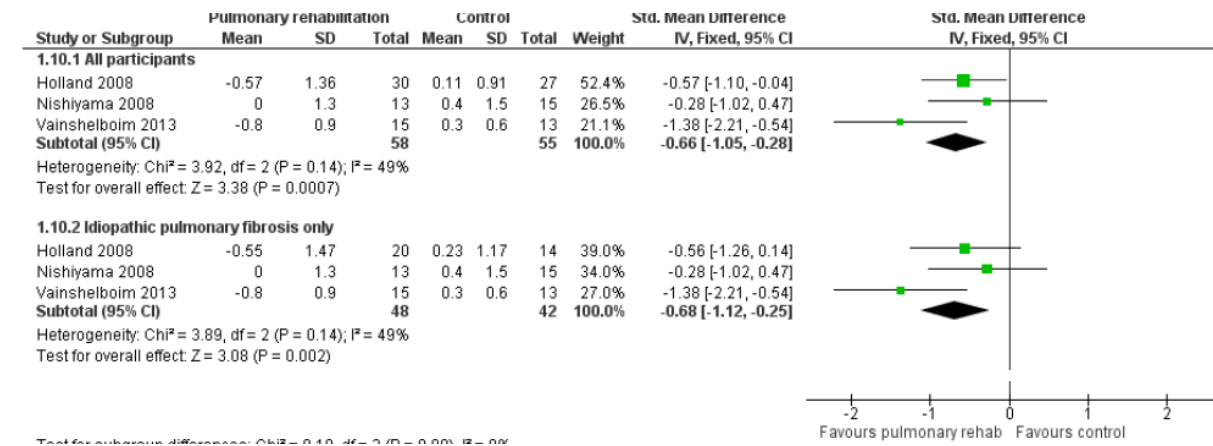 Pulmonary rehabilitation Control Std. Mean Difference Std. Mean Difference
Study or Subgroup Mean SD Total Mean SD Total Weight IV, Fixed, 95% CI IV, Fixed, 95% CI
1.10.1 All participants
Holland 2008 -0.57 1.36 30 0.11 0.91 27 52.4% -0.57 [-1.10, -0.04]
Nishiyama 2008 0 1.3 13 0.4 1.5 15 26.5% -0.28 [-1.02, 0.47]
Vainshelboim 2013 -0.8 0.9 15 0.3 0.6 13 21.1% -1.38 [-2.21, -0.54]
Subtotal (95% CI) 58 55 100.0% -0.66 [-1.05, -0.28]
Heterogeneity: Chi² = 3.92, df = 2 (P = 0.14); I² = 49%
Test for overall effect: Z = 3.38 (P = 0.0007)
1.10.2 Idiopathic pulmonary fibrosis only
Holland 2008 -0.55 1.47 20 0.23 1.17 14 39.0% -0.56 [-1.26, 0.14]
Nishiyama 2008 0 1.3 13 0.4 1.5 15 34.0% -0.28 [-1.02, 0.47]
Vainshelboim 2013 -0.8 0.9 15 0.3 0.6 13 27.0% -1.38 [-2.21, -0.54]
Subtotal (95% CI) 48 42 100.0% -0.68 [-1.12, -0.25]
Heterogeneity: Chi² = 3.89, df = 2 (P = 0.14); I² = 49%
Test for overall effect: Z = 3.08 (P = 0.002)
-2 -1 0 1 2
Favours pulmonary rehab Favours control
Test for subgroup differences: Chi² =